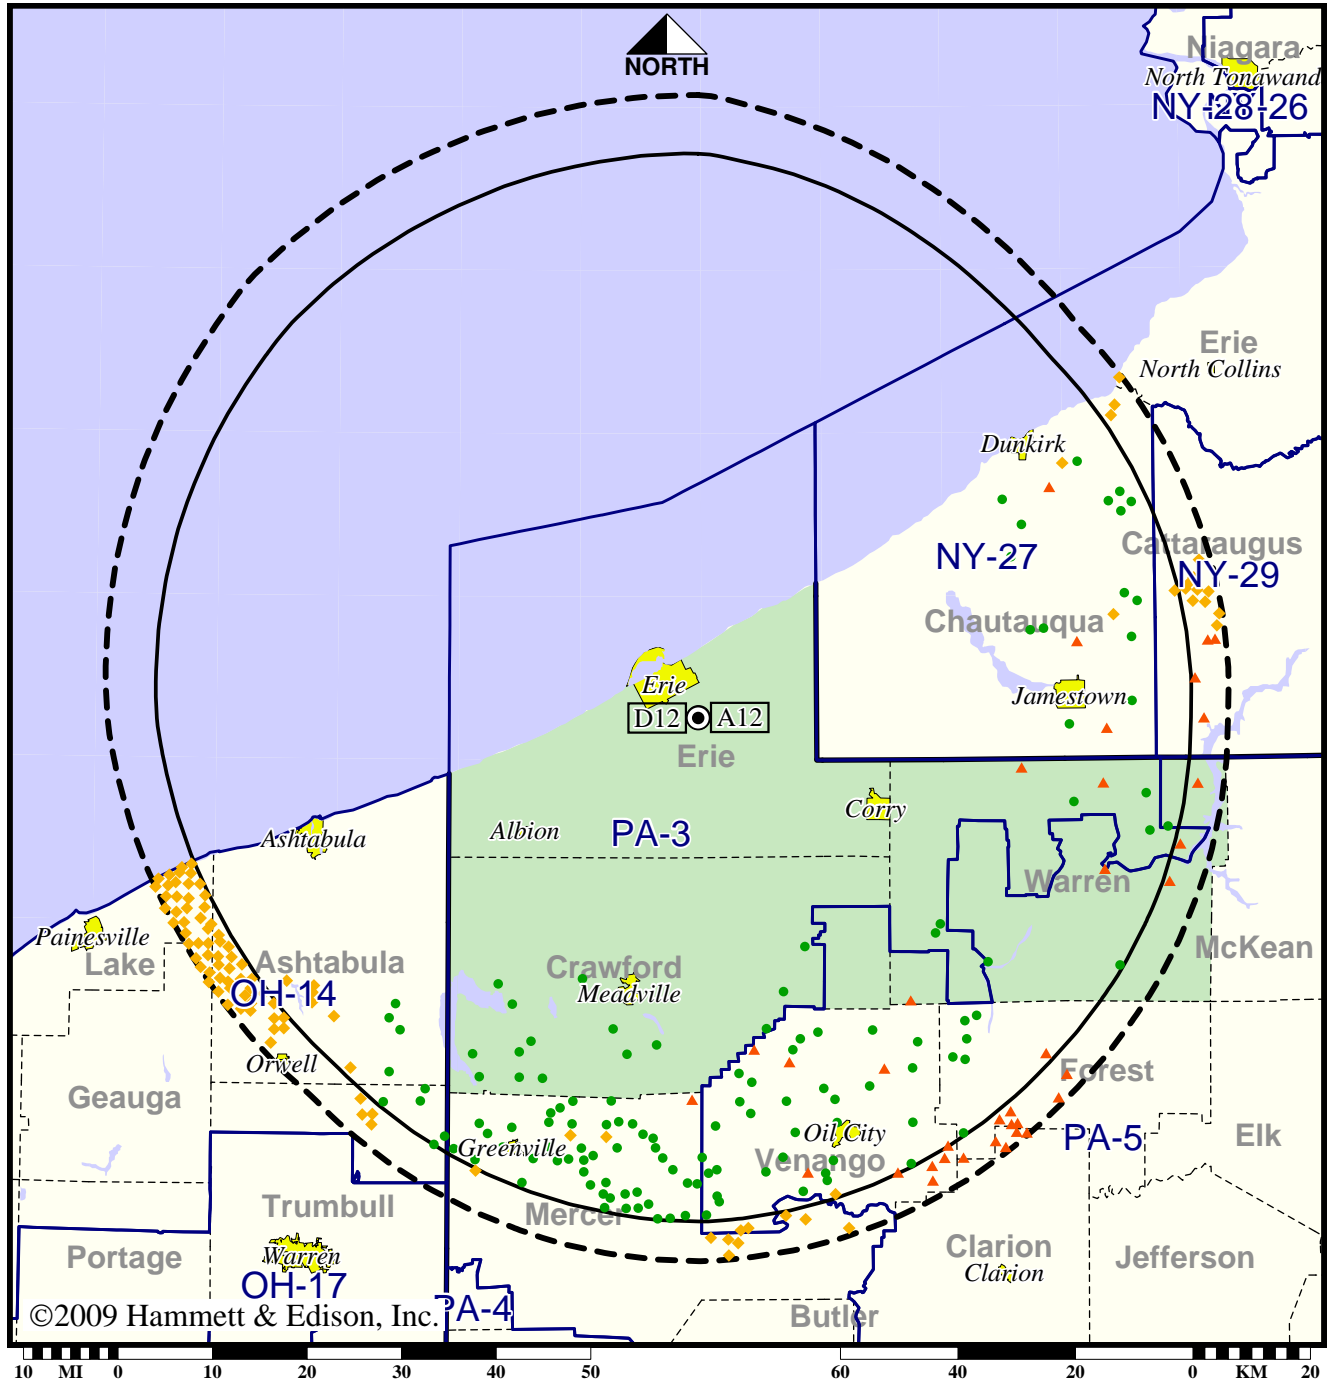 NORTH
Niagara
North Tonawand
NY-28
-26
Erie
North Collins
Dunkirk
Cattaraugus
NY-27
NY-29
Chautauqua
Erie
Jamestown
D12
A12
Erie
Corry
Ashtabula
Albion
PA-3
Warren
Painesville
Lake
Ashtabula
Crawford
McKean
OH-14
Meadville
Orwell
Forest
Geauga
Oil City
PA-5
Elk
Greenville
Venango
Trumbull
Mercer
Portage
Warren
Clarion
Jefferson
Clarion
OH-17
PA-4
©2009 Hammett & Edison, Inc.
Butler
10 MI 0 10 20 30 40 50 60 40 20 0 KM 20